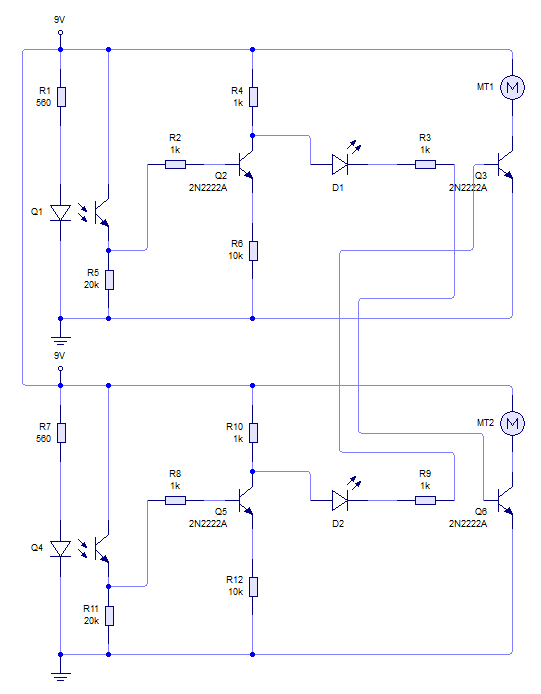 9V
R1
560
R4
1k
MT1
M
R2
1k
R3
1k
Q1
Q2
2N2222A
D1
Q3
2N2222A
R5
20k
R6
10k
9V
R7
560
R10
1k
MT2
M
R8
1k
R9
1k
Q4
Q5
2N2222A
D2
Q6
2N2222A
R11
20k
R12
10k